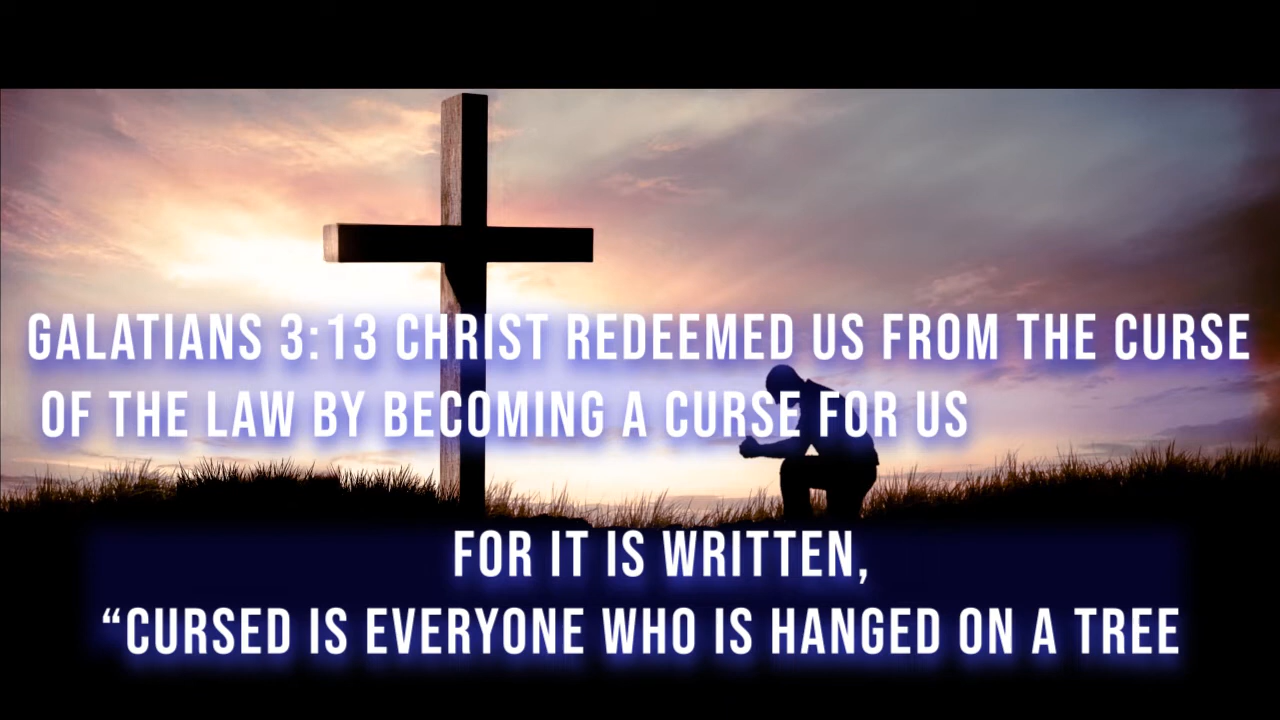 GALATIANS 3:13 CHRIST REDEEMED US FROM THE CURSE
OF THE LAW BY BECOMING A CURSE FOR US
FOR IT IS WRITTEN,
“CURSED IS EVERYONE WHO IS HANGED ON A TREE